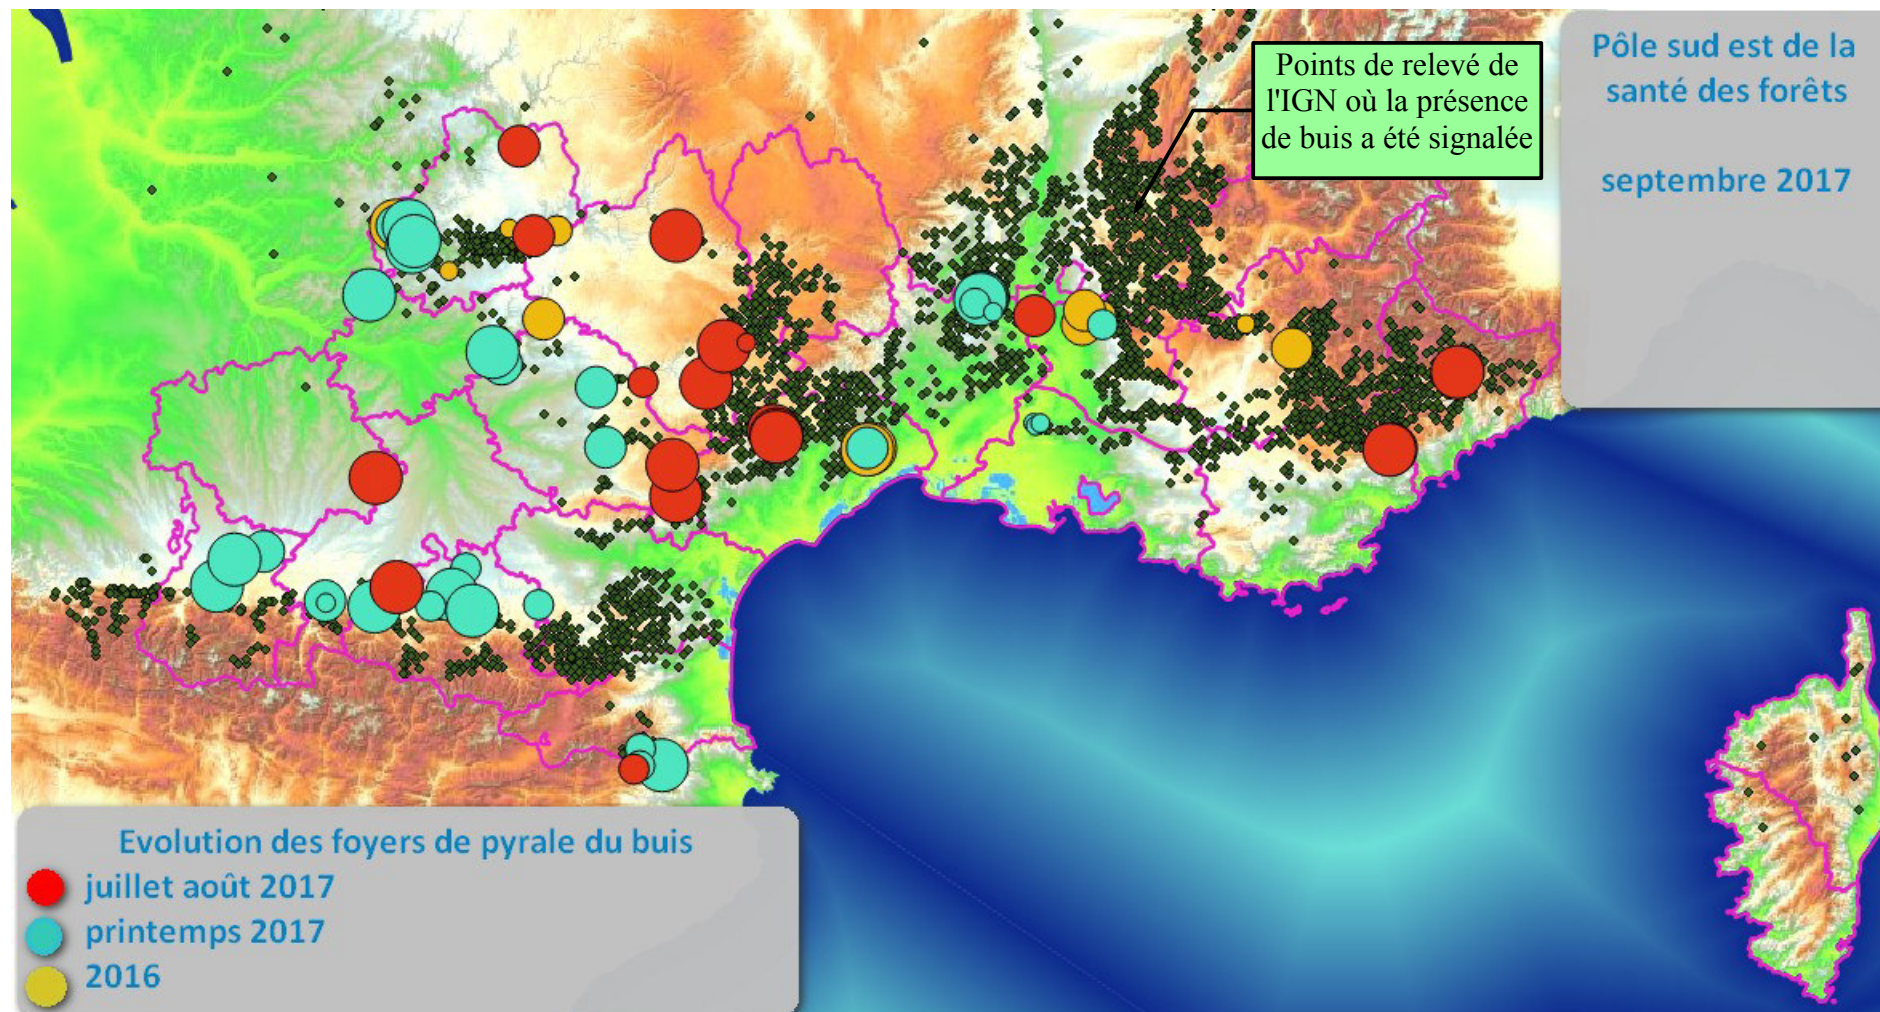 Points de relevé de
l'IGN où la présence
de buis a été signalée
Pôle sud est de la
santé des forêts
septembre 2017
Evolution des foyers de pyrale du buis
juillet août 2017
printemps 2017
2016